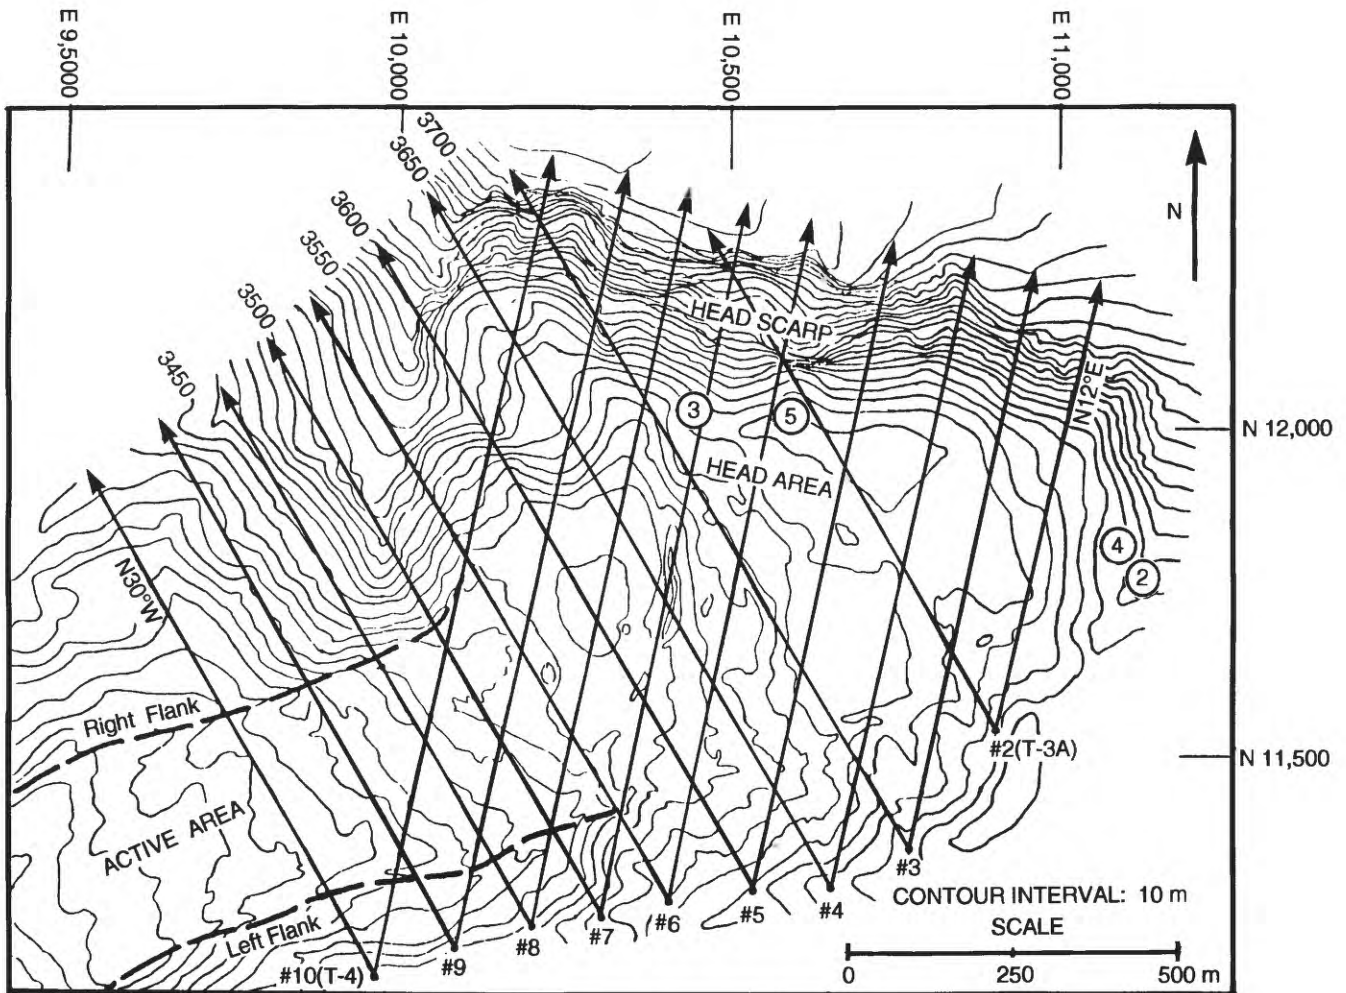 E 9,5000
E 10,000
E 10,500
E 11,000
3700
3650
3600
3550
3500
3450
N
HEAD SCARP
N12°E
3
5
N 12,000
HEAD AREA
4
2
N30°W
Right Flank
#2(T-3A)
N 11,500
ACTIVE AREA
#3
#4
#5
#6
#7
#8
#9
#10(T-4)
Left Flank
CONTOUR INTERVAL: 10 m
SCALE
0 250 500 m